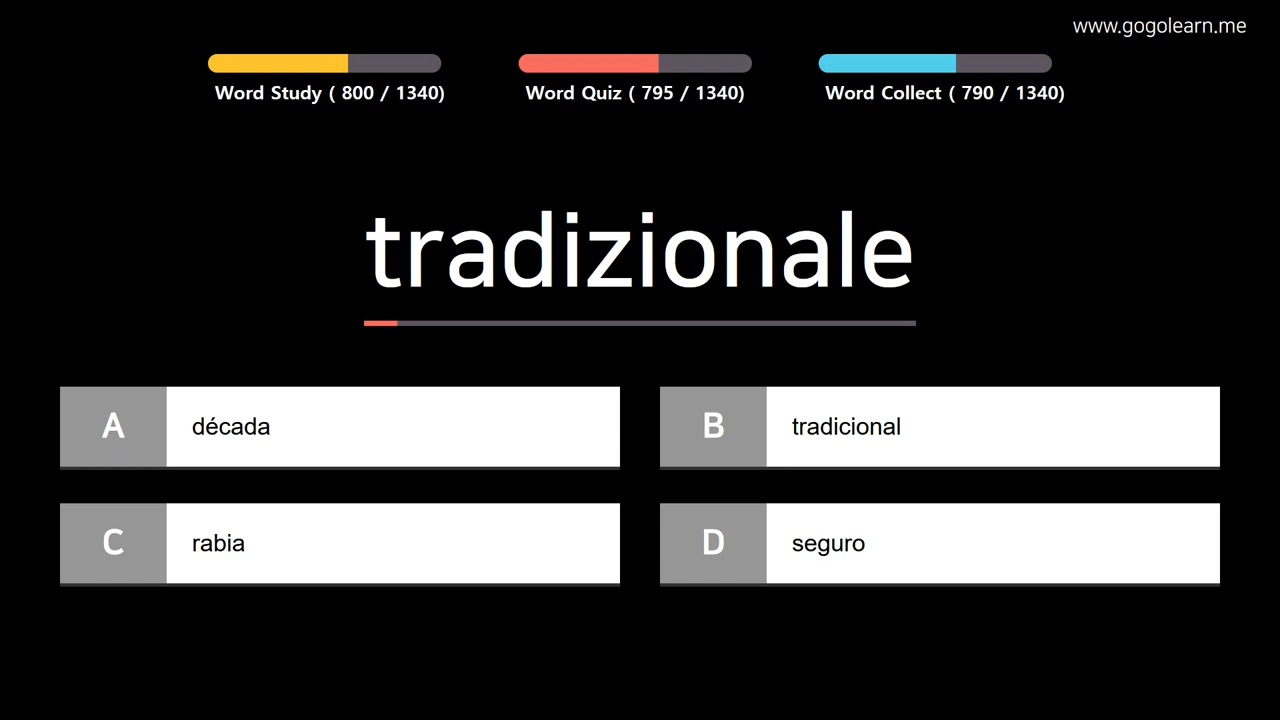 www.gogolearn.me
Word Study ( 800 / 1340)
Word Quiz ( 795 / 1340)
Word Collect ( 790 / 1340)
tradizionale
A década
B tradicional
C rabia
D seguro